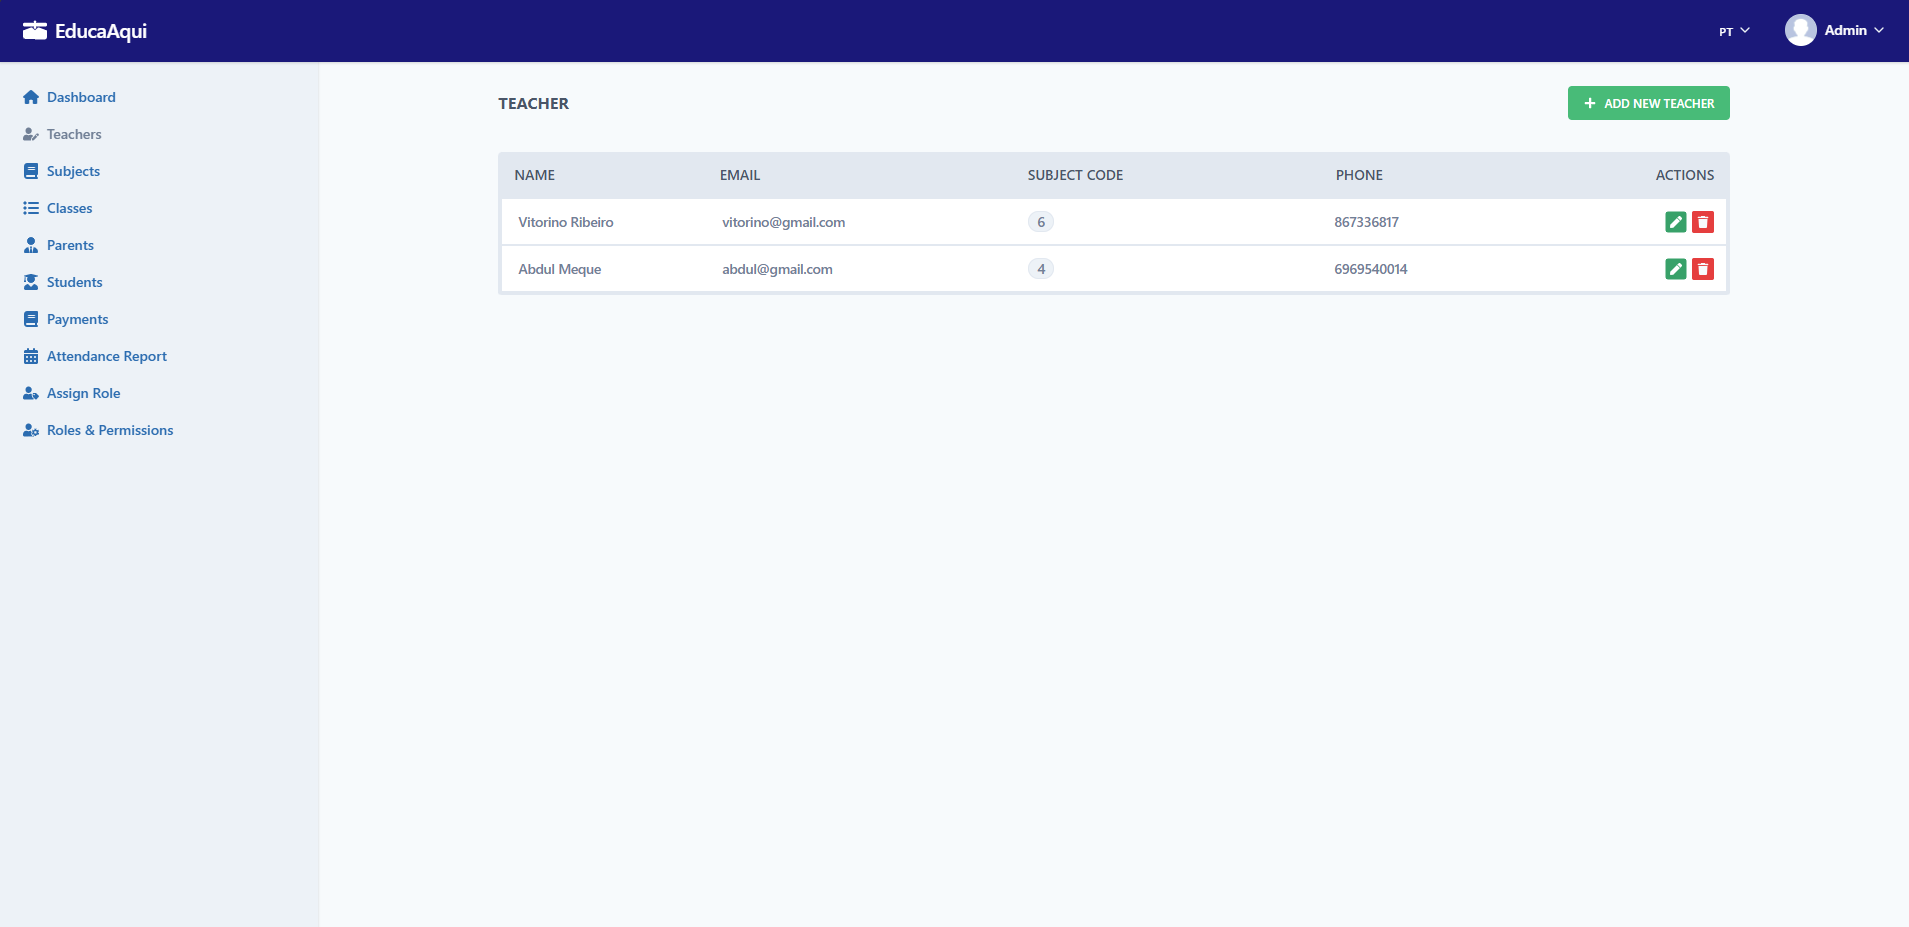 EducaAqui
PT
Admin
Dashboard
Teachers
Subjects
Classes
Parents
Students
Payments
Attendance Report
Assign Role
Roles & Permissions
TEACHER
ADD NEW TEACHER
NAME EMAIL SUBJECT CODE PHONE ACTIONS
Vitorino Ribeiro vitorino@gmail.com 6 867336817
Abdul Meque abdul@gmail.com 4 6969540014